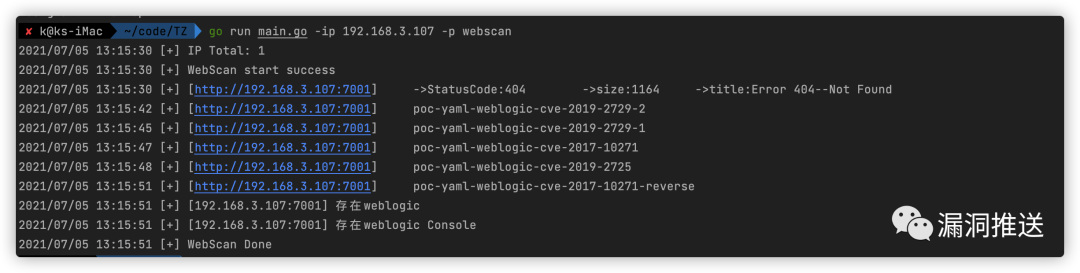 ✘ k@ks-iMac ~/code/TZ go run main.go -ip 192.168.3.107 -p webscan
2021/07/05 13:15:30 [+] IP Total: 1
2021/07/05 13:15:30 [+] WebScan start success
2021/07/05 13:15:30 [+] [http://192.168.3.107:7001] ->StatusCode:404 ->size:1164 ->title:Error 404--Not Found
2021/07/05 13:15:42 [+] [http://192.168.3.107:7001] poc-yaml-weblogic-cve-2019-2729-2
2021/07/05 13:15:45 [+] [http://192.168.3.107:7001] poc-yaml-weblogic-cve-2019-2729-1
2021/07/05 13:15:47 [+] [http://192.168.3.107:7001] poc-yaml-weblogic-cve-2017-10271
2021/07/05 13:15:48 [+] [http://192.168.3.107:7001] poc-yaml-weblogic-cve-2019-2725
2021/07/05 13:15:51 [+] [http://192.168.3.107:7001] poc-yaml-weblogic-cve-2017-10271-reverse
2021/07/05 13:15:51 [+] [192.168.3.107:7001] 存在weblogic
2021/07/05 13:15:51 [+] [192.168.3.107:7001] 存在weblogic Console
2021/07/05 13:15:51 [+] WebScan Done
漏洞推送